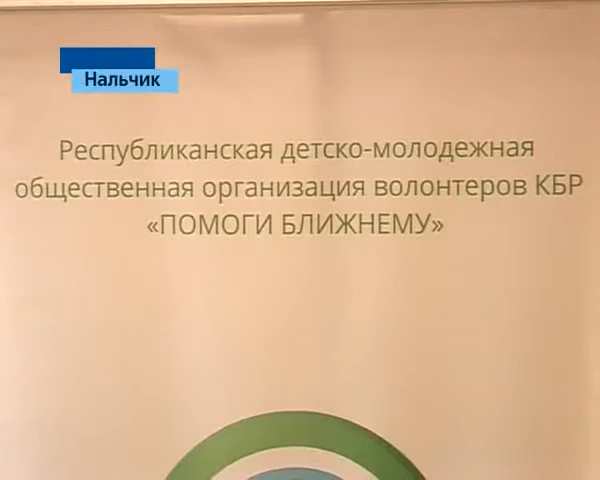 Нальчик
Республиканская детско-молодежная
общественная организация волонтеров КБР
«ПОМОГИ БЛИЖНЕМУ»